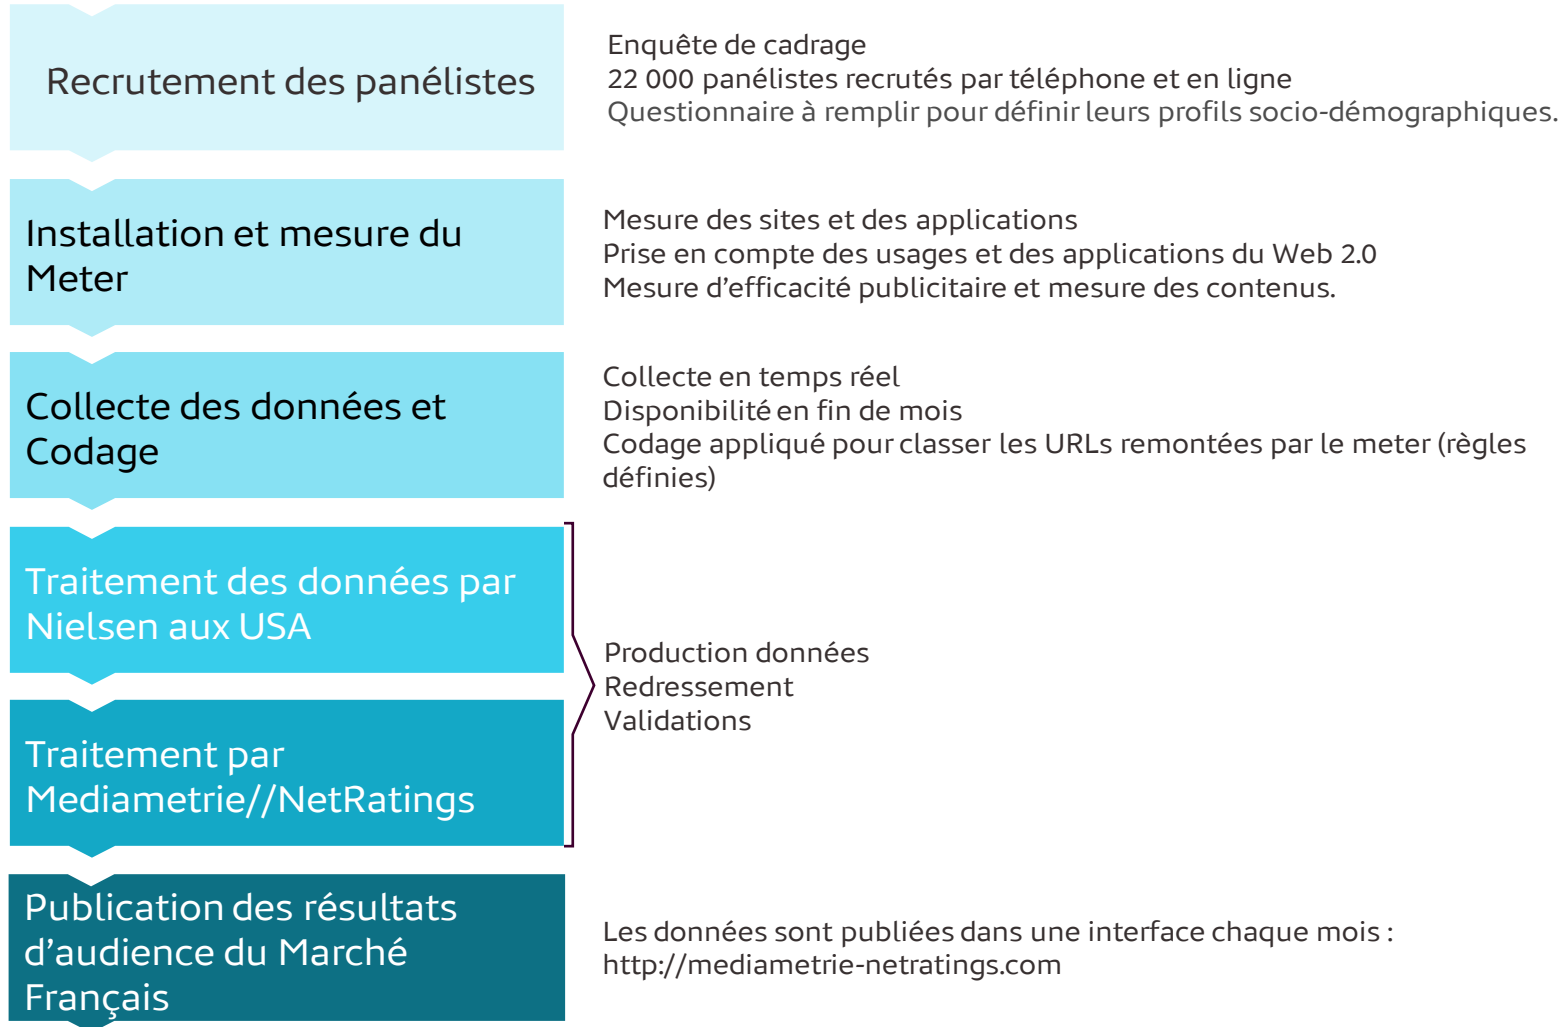 Recrutement des panélistes
Enquête de cadrage
22 000 panélistes recrutés par téléphone et en ligne
Questionnaire à remplir pour définir leurs profils socio-démographiques.
Installation et mesure du
Meter
Mesure des sites et des applications
Prise en compte des usages et des applications du Web 2.0
Mesure d’efficacité publicitaire et mesure des contenus.
Collecte des données et
Codage
Collecte en temps réel
Disponibilité en fin de mois
Codage appliqué pour classer les URLs remontées par le meter (règles
définies)
Traitement des données par
Nielsen aux USA
Traitement par
Mediametrie//NetRatings
Production données
Redressement
Validations
Publication des résultats
d’audience du Marché
Français
Les données sont publiées dans une interface chaque mois :
http://mediametrie-netratings.com